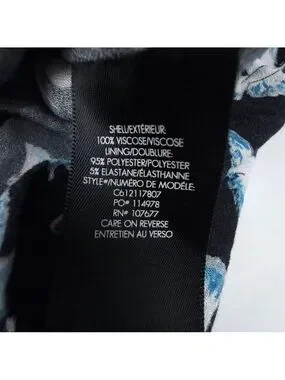 SHELL/EXTÉRIEUR:
100% VISCOSE/VISCOSE
LINING/DOUBLURE:
95% POLYESTER/POLYESTER
5% ELASTANE/ÉLASTHANNE
STYLE#/NUMÉRO DE MODÈLE:
C612117807
PO# 114978
RN# 107677
CARE ON REVERSE
ENTRETIEN AU VERSO